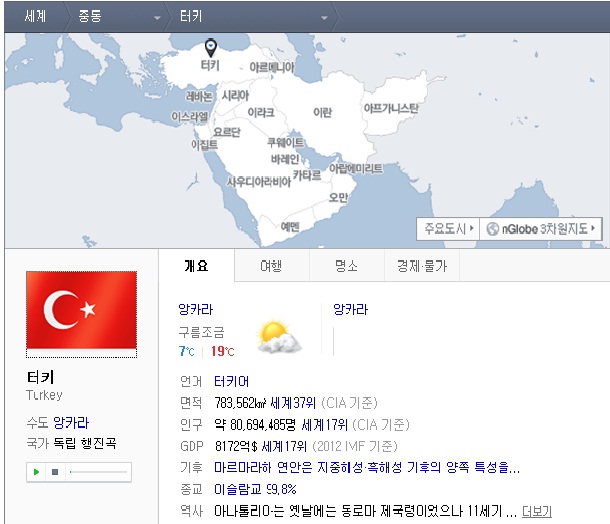 세계 중동 터키
터키 아르메니아
레바논 시리아
이스라엘 이라크 이란 아프가니스탄
요르단
이집트 쿠웨이트
바레인 아랍에미리트
사우디아라비아 카타르
오만
예멘
주요도시 nGlobe 3차원지도
개요 여행 명소 경제·물가
앙카라 앙카라
구름조금
7℃ 19℃
터키
Turkey
수도 앙카라
국가 독립 행진곡
언어 터키어
면적 783,562㎢ 세계37위 (CIA 기준)
인구 약 80,694,485명 세계17위 (CIA 기준)
GDP 8172억$ 세계17위 (2012 IMF 기준)
기후 마르마라해 연안은 지중해성·흑해성 기후의 양쪽 특성을...
종교 이슬람교 99.8%
역사 아나톨리아는 옛날에는 동로마 제국령이었으나 11세기 ... 더보기